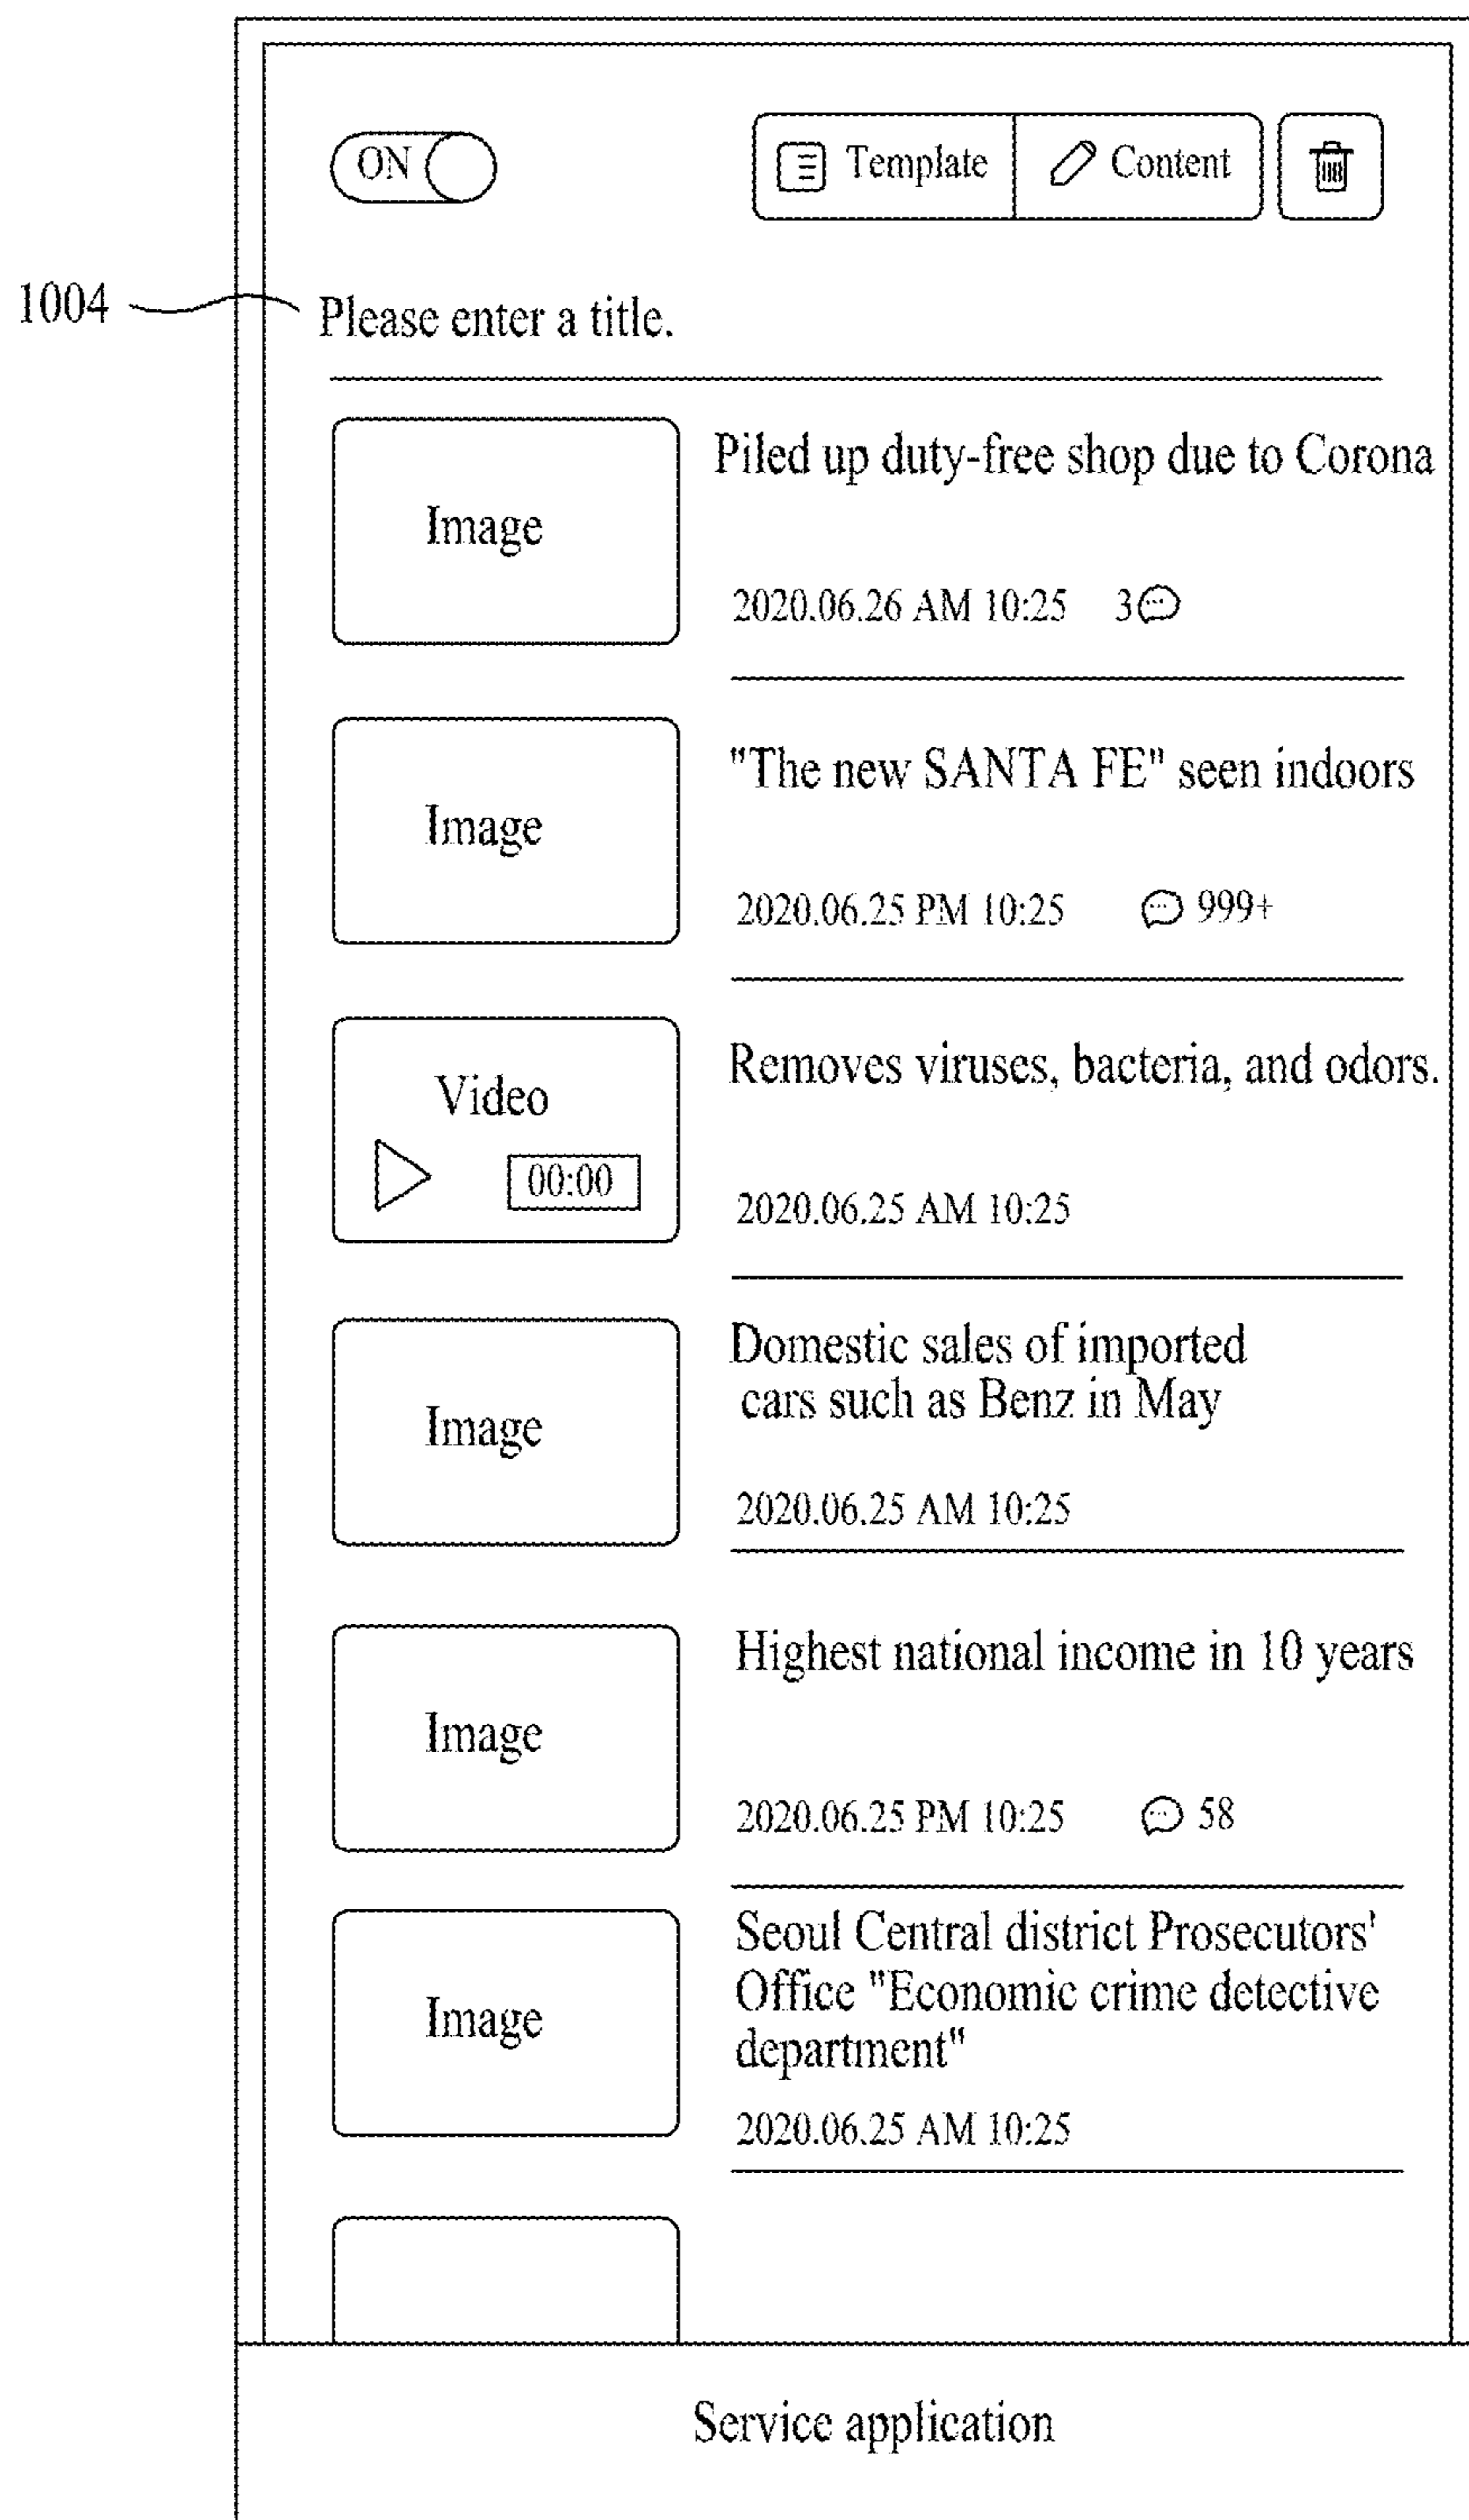 ON
Template
Content
1004
Please enter a title.
Image
Piled up duty-free shop due to Corona
2020.06.26 AM 10:25 3
Image
"The new SANTA FE" seen indoors
2020.06.25 PM 10:25 999+
Video
00:00
Removes viruses, bacteria, and odors.
2020.06.25 AM 10:25
Image
Domestic sales of imported
cars such as Benz in May
2020.06.25 AM 10:25
Image
Highest national income in 10 years
2020.06.25 PM 10:25 58
Image
Seoul Central district Prosecutors'
Office "Economic crime detective
department"
2020.06.25 AM 10:25
Service application